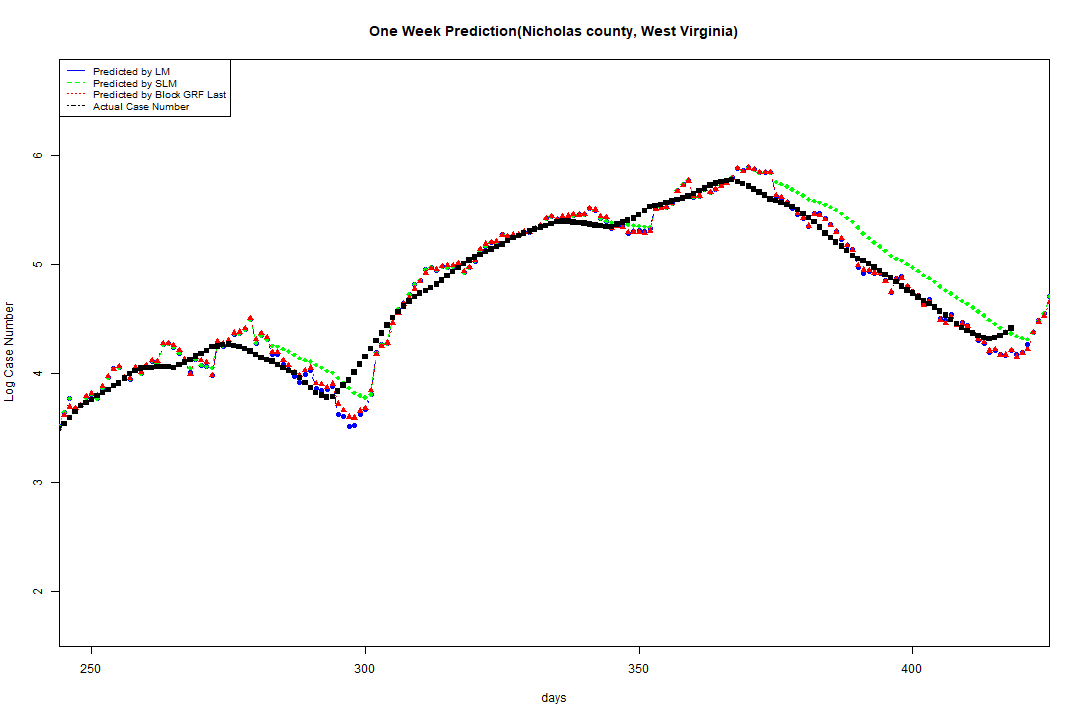 One Week Prediction(Nicholas county, West Virginia)
Predicted by LM
Predicted by SLM
Predicted by Block GRF Last
Actual Case Number
Log Case Number
6
5
4
3
2
250 300 350 400
days